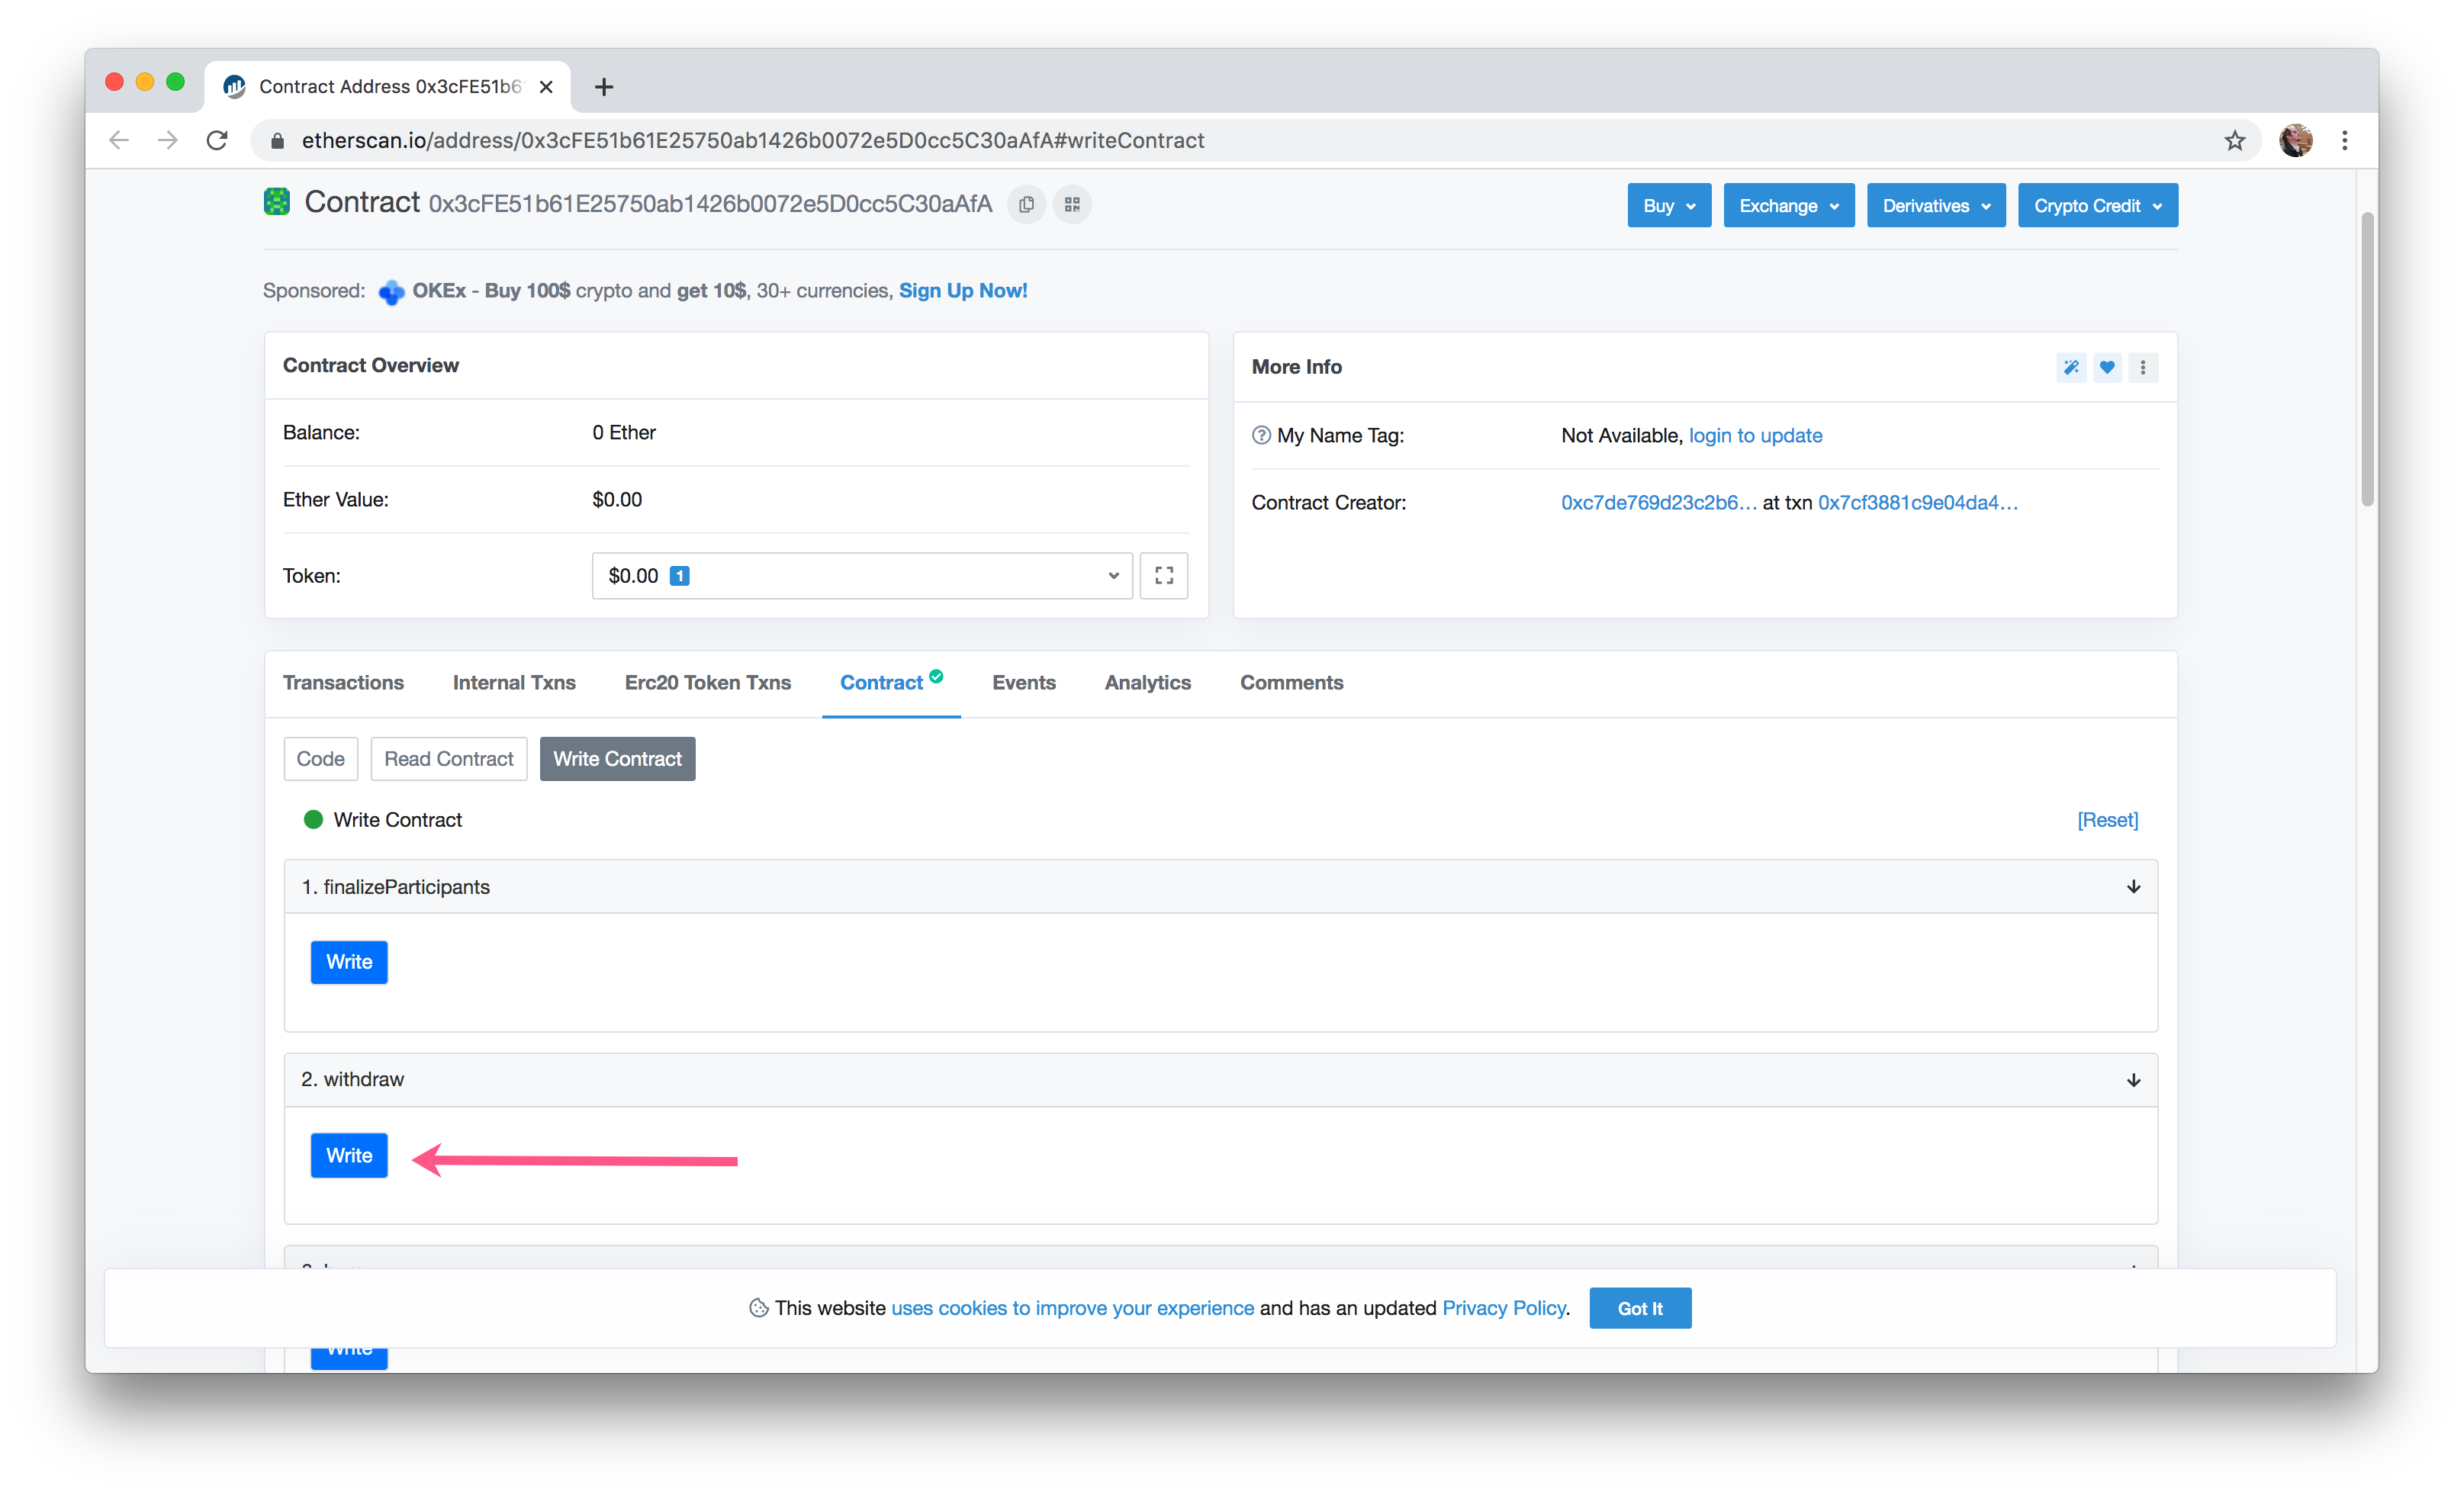 Contract Address 0x3cFE51b6
etherscan.io/address/0x3cFE51b61E25750ab1426b0072e5D0cc5C30aAfA#writeContract
Contract 0x3cFE51b61E25750ab1426b0072e5D0cc5C30aAfA
Buy Exchange Derivatives Crypto Credit
Sponsored: OKEx - Buy 100$ crypto and get 10$, 30+ currencies, Sign Up Now!
Contract Overview
Balance: 0 Ether
Ether Value: $0.00
Token: $0.00 1
More Info
My Name Tag: Not Available, login to update
Contract Creator: 0xc7de769d23c2b6... at txn 0x7cf3881c9e04da4...
Transactions Internal Txns Erc20 Token Txns Contract Events Analytics Comments
Code Read Contract Write Contract
Write Contract [Reset]
1. finalizeParticipants
Write
2. withdraw
Write
This website uses cookies to improve your experience and has an updated Privacy Policy. Got It
Write